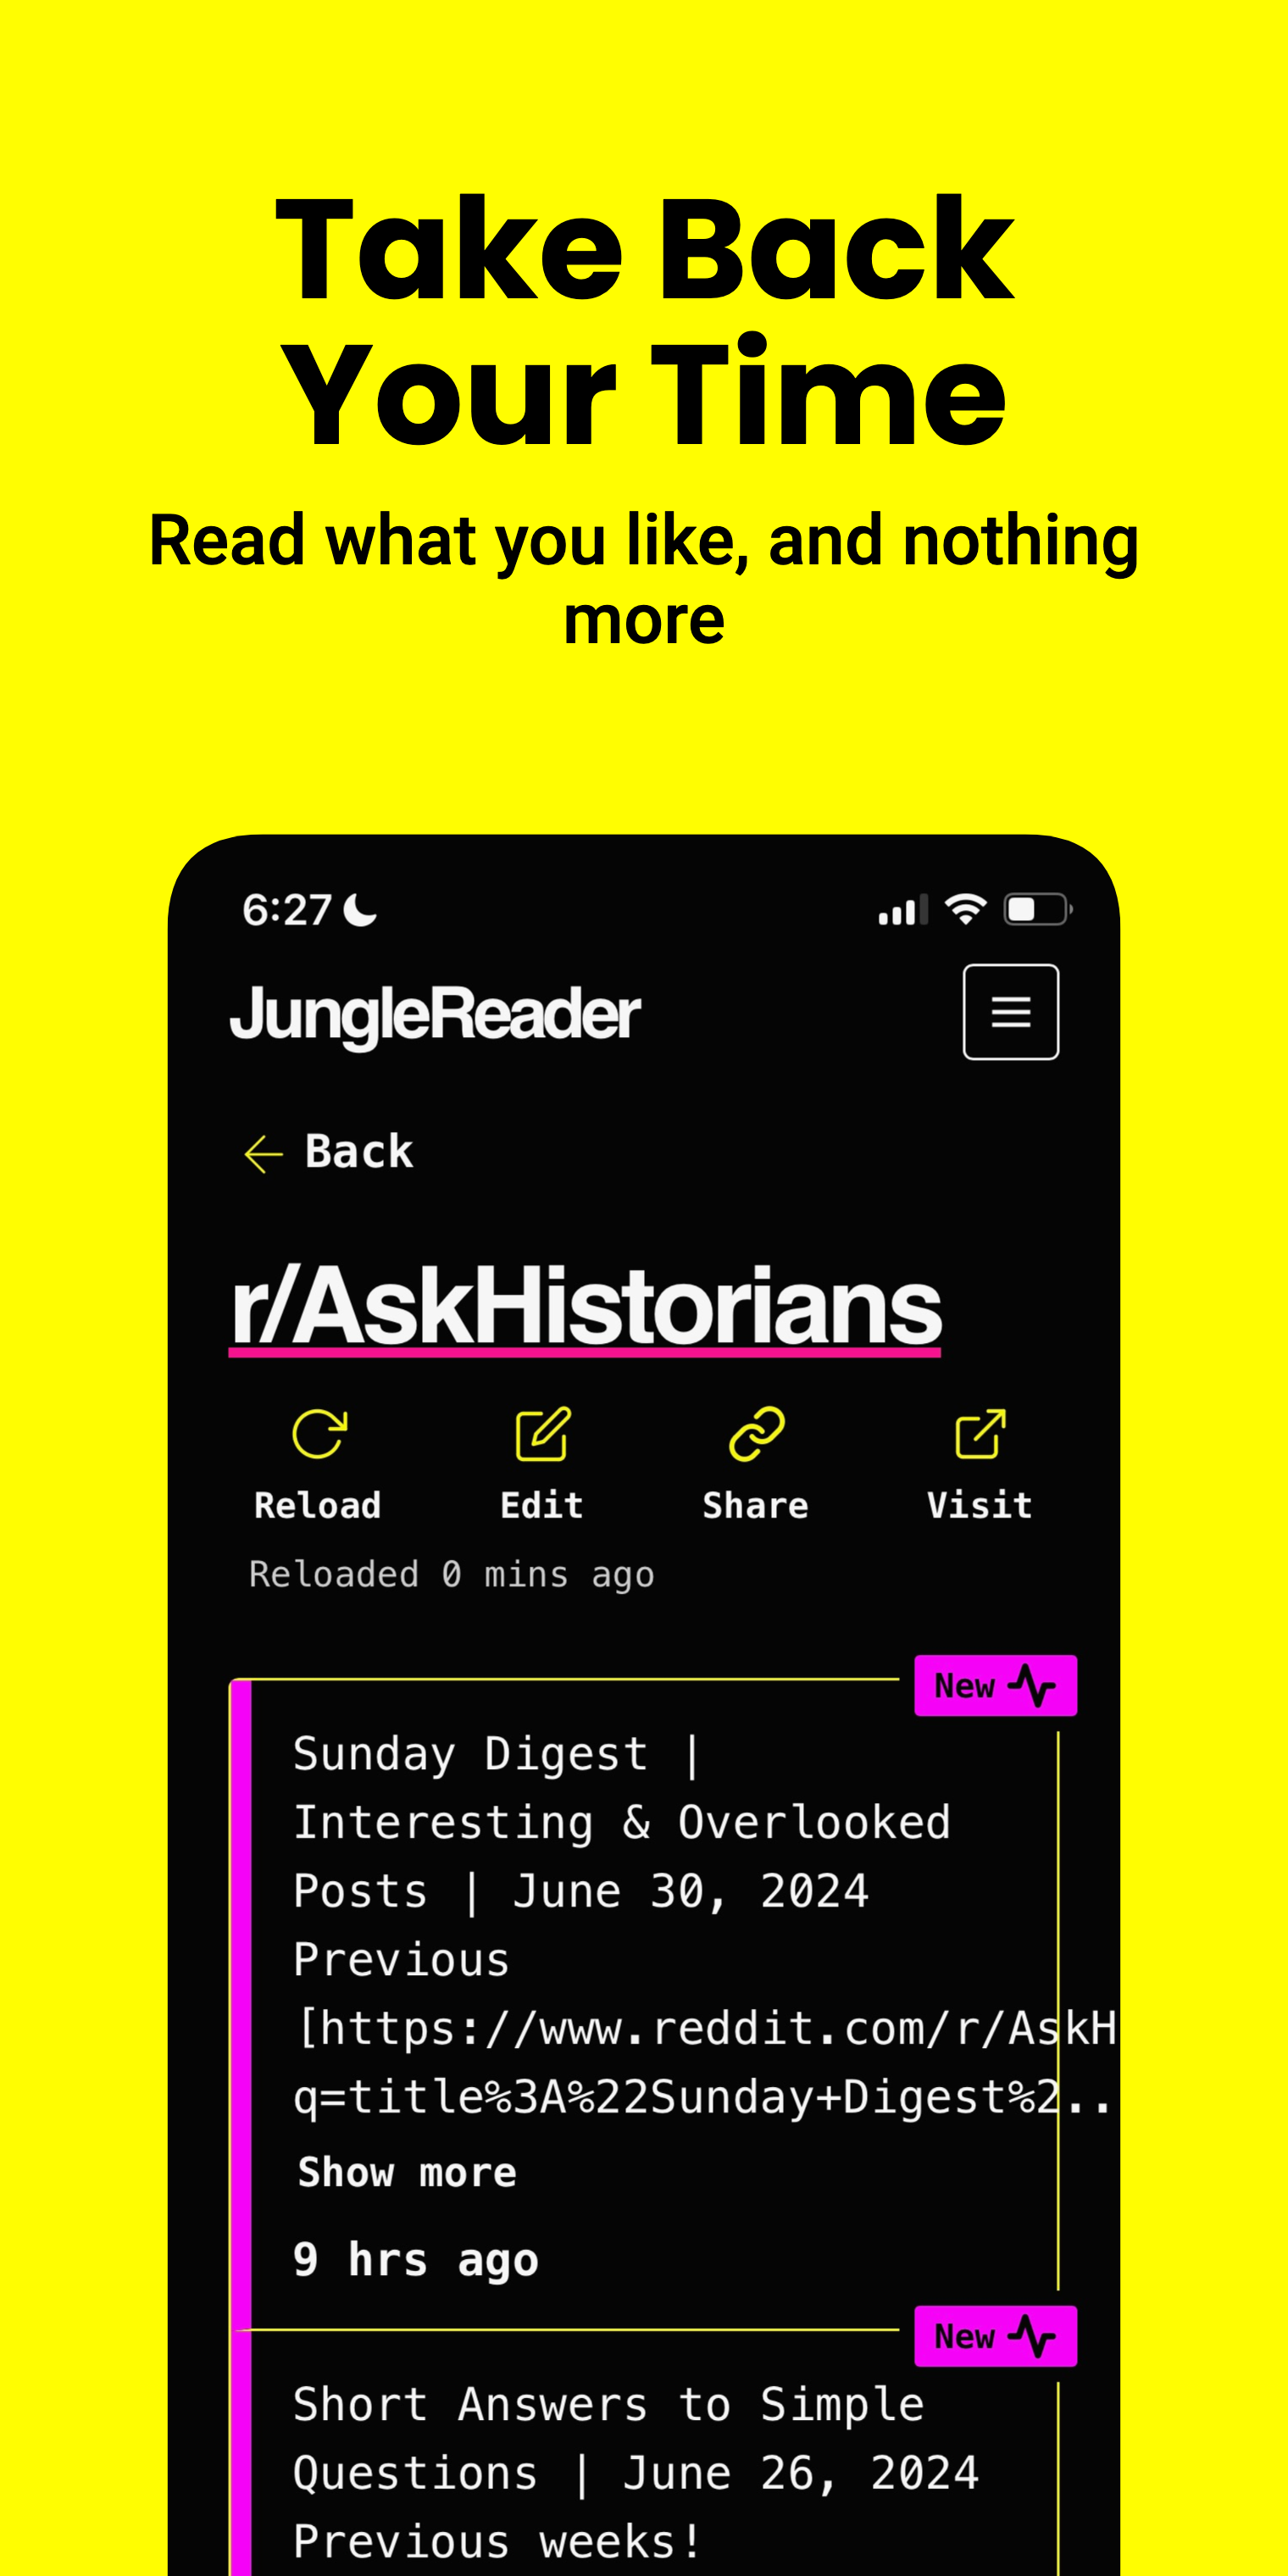 Take Back
Your Time
Read what you like, and nothing
more
6:27
JungleReader
Back
r/AskHistorians
Reload Edit Share Visit
Reloaded 0 mins ago
New
Sunday Digest |
Interesting & Overlooked
Posts | June 30, 2024
Previous
[https://www.reddit.com/r/AskH
q=title%3A%22Sunday+Digest%2..
Show more
9 hrs ago
New
Short Answers to Simple
Questions | June 26, 2024
Previous weeks!